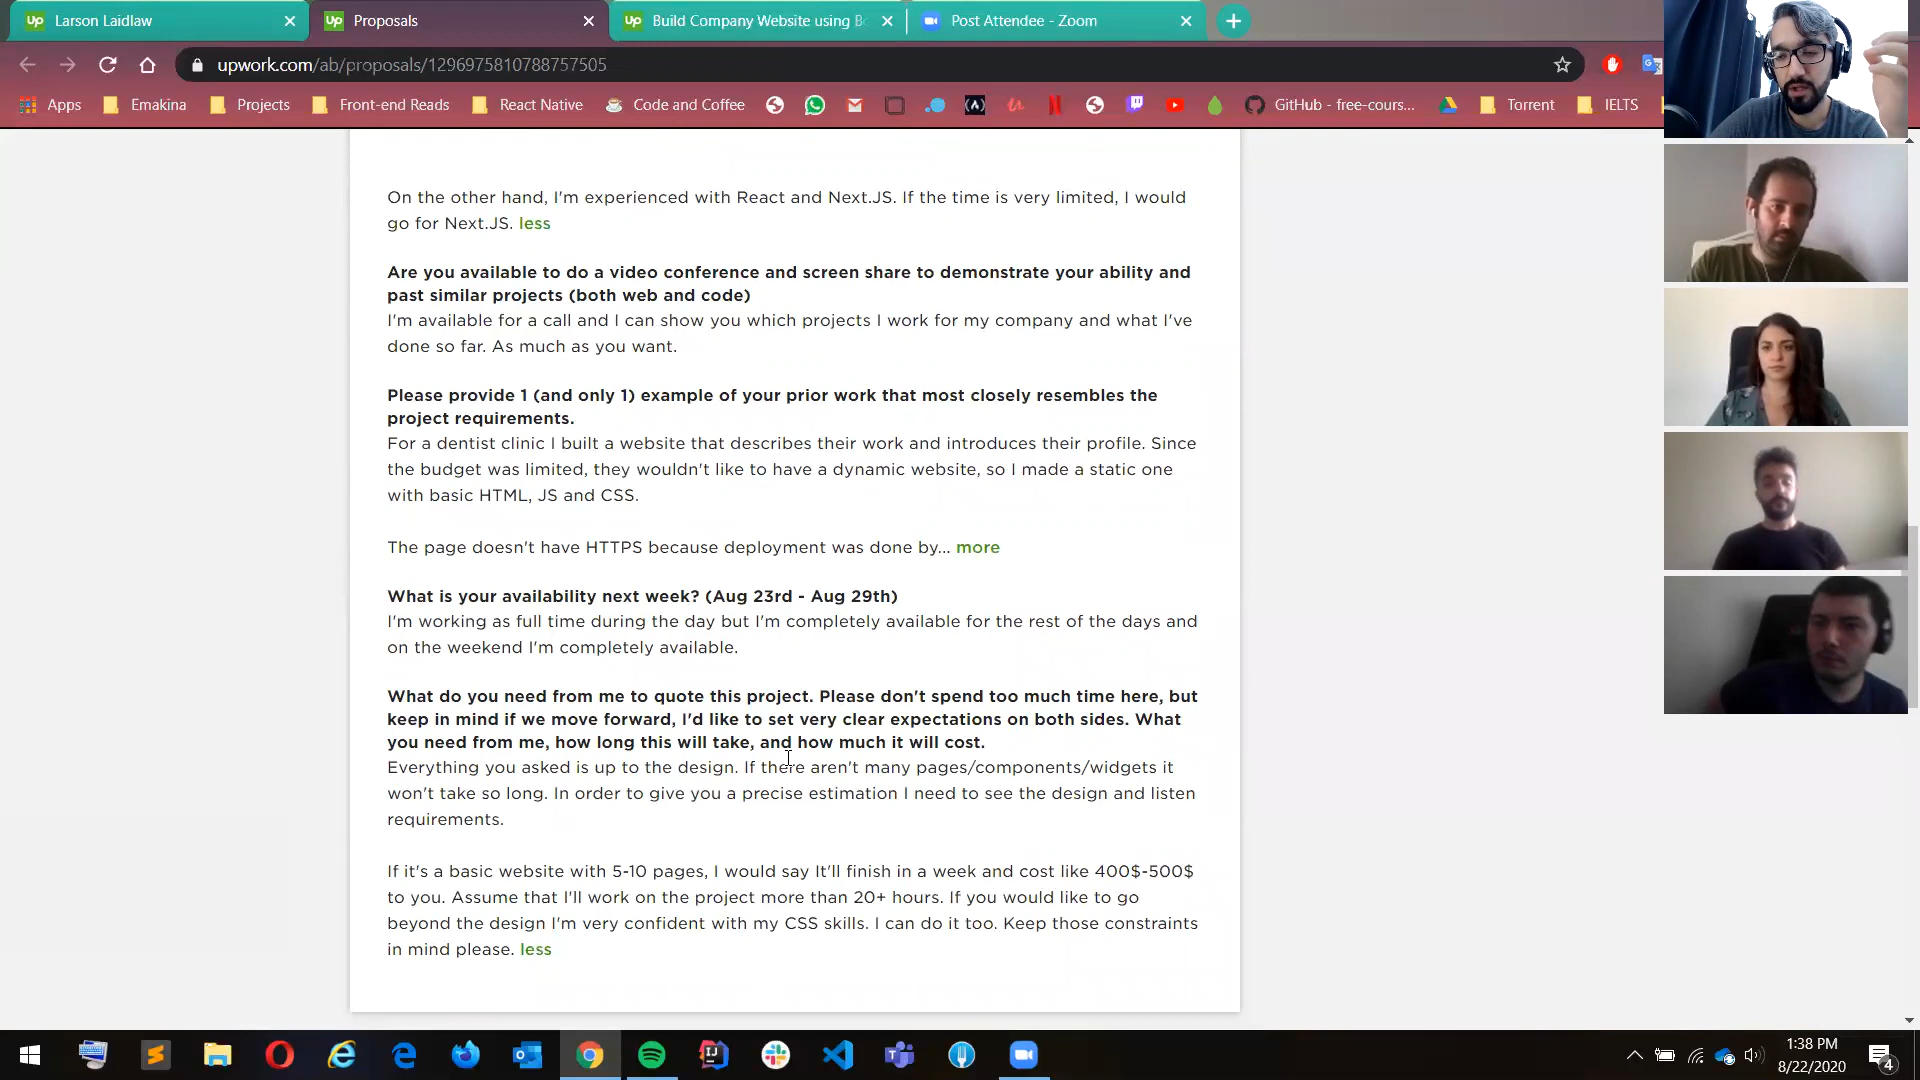 Larson Laidlaw
Proposals
Build Company Website using Bo
Post Attendee - Zoom
upwork.com/ab/proposals/1296975810788757505
Apps
Emakina
Projects
Front-end Reads
React Native
Code and Coffee
GitHub - free-cours...
Torrent
IELTS
On the other hand, I'm experienced with React and Next.JS. If the time is very limited, I would
go for Next.JS. less
Are you available to do a video conference and screen share to demonstrate your ability and
past similar projects (both web and code)
I'm available for a call and I can show you which projects I work for my company and what I've
done so far. As much as you want.
Please provide 1 (and only 1) example of your prior work that most closely resembles the
project requirements.
For a dentist clinic I built a website that describes their work and introduces their profile. Since
the budget was limited, they wouldn't like to have a dynamic website, so I made a static one
with basic HTML, JS and CSS.
The page doesn't have HTTPS because deployment was done by... more
What is your availability next week? (Aug 23rd - Aug 29th)
I'm working as full time during the day but I'm completely available for the rest of the days and
on the weekend I'm completely available.
What do you need from me to quote this project. Please don't spend too much time here, but
keep in mind if we move forward, I'd like to set very clear expectations on both sides. What
you need from me, how long this will take, and how much it will cost.
Everything you asked is up to the design. If there aren't many pages/components/widgets it
won't take so long. In order to give you a precise estimation I need to see the design and listen
requirements.
If it's a basic website with 5-10 pages, I would say It'll finish in a week and cost like 400$-500$
to you. Assume that I'll work on the project more than 20+ hours. If you would like to go
beyond the design I'm very confident with my CSS skills. I can do it too. Keep those constraints
in mind please. less
1:38 PM
8/22/2020
4